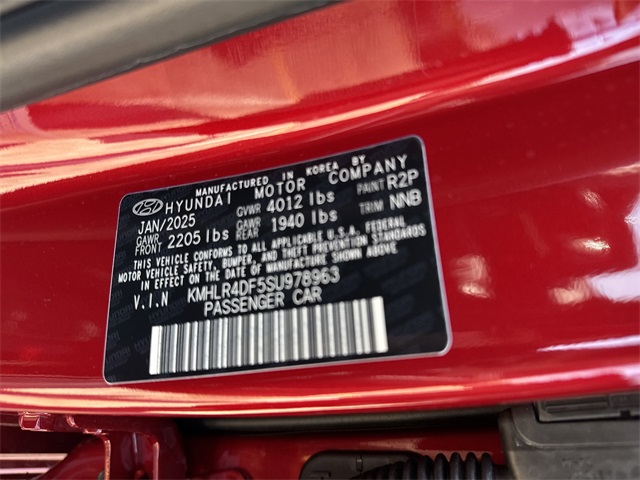 MANUFACTURED IN KOREA BY
HYUNDAI MOTOR COMPANY
JAN/2025 GVWR 4012 lbs PAINT R2P
GAWR FRONT 2205 lbs GAWR REAR 1940 lbs TRIM NNB
THIS VEHICLE CONFORMS TO ALL APPLICABLE U.S.A. FEDERAL
MOTOR VEHICLE SAFETY, BUMPER, AND THEFT PREVENTION STANDARDS
IN EFFECT ON THE DATE OF MANUFACTURE SHOWN ABOVE.
V.I.N KMHLR4DF5SU978963
PASSENGER CAR